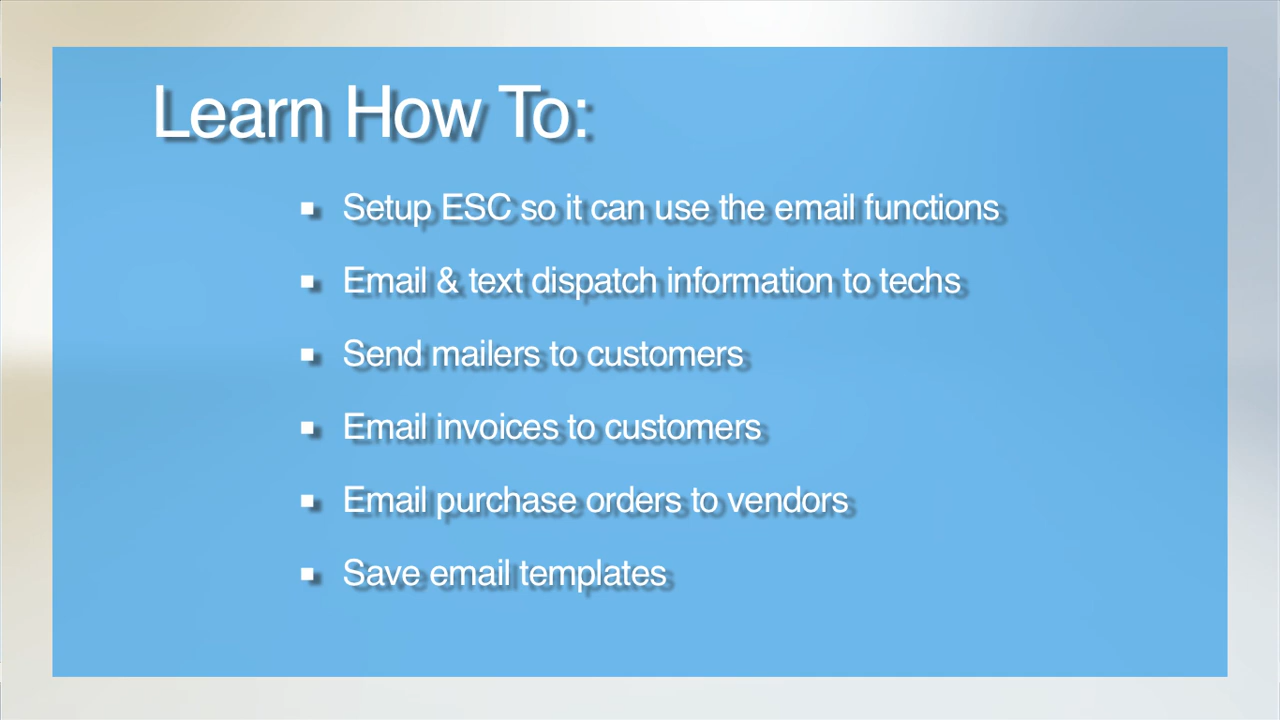 Learn How To:
▪ Setup ESC so it can use the email functions
▪ Email & text dispatch information to techs
▪ Send mailers to customers
▪ Email invoices to customers
▪ Email purchase orders to vendors
▪ Save email templates